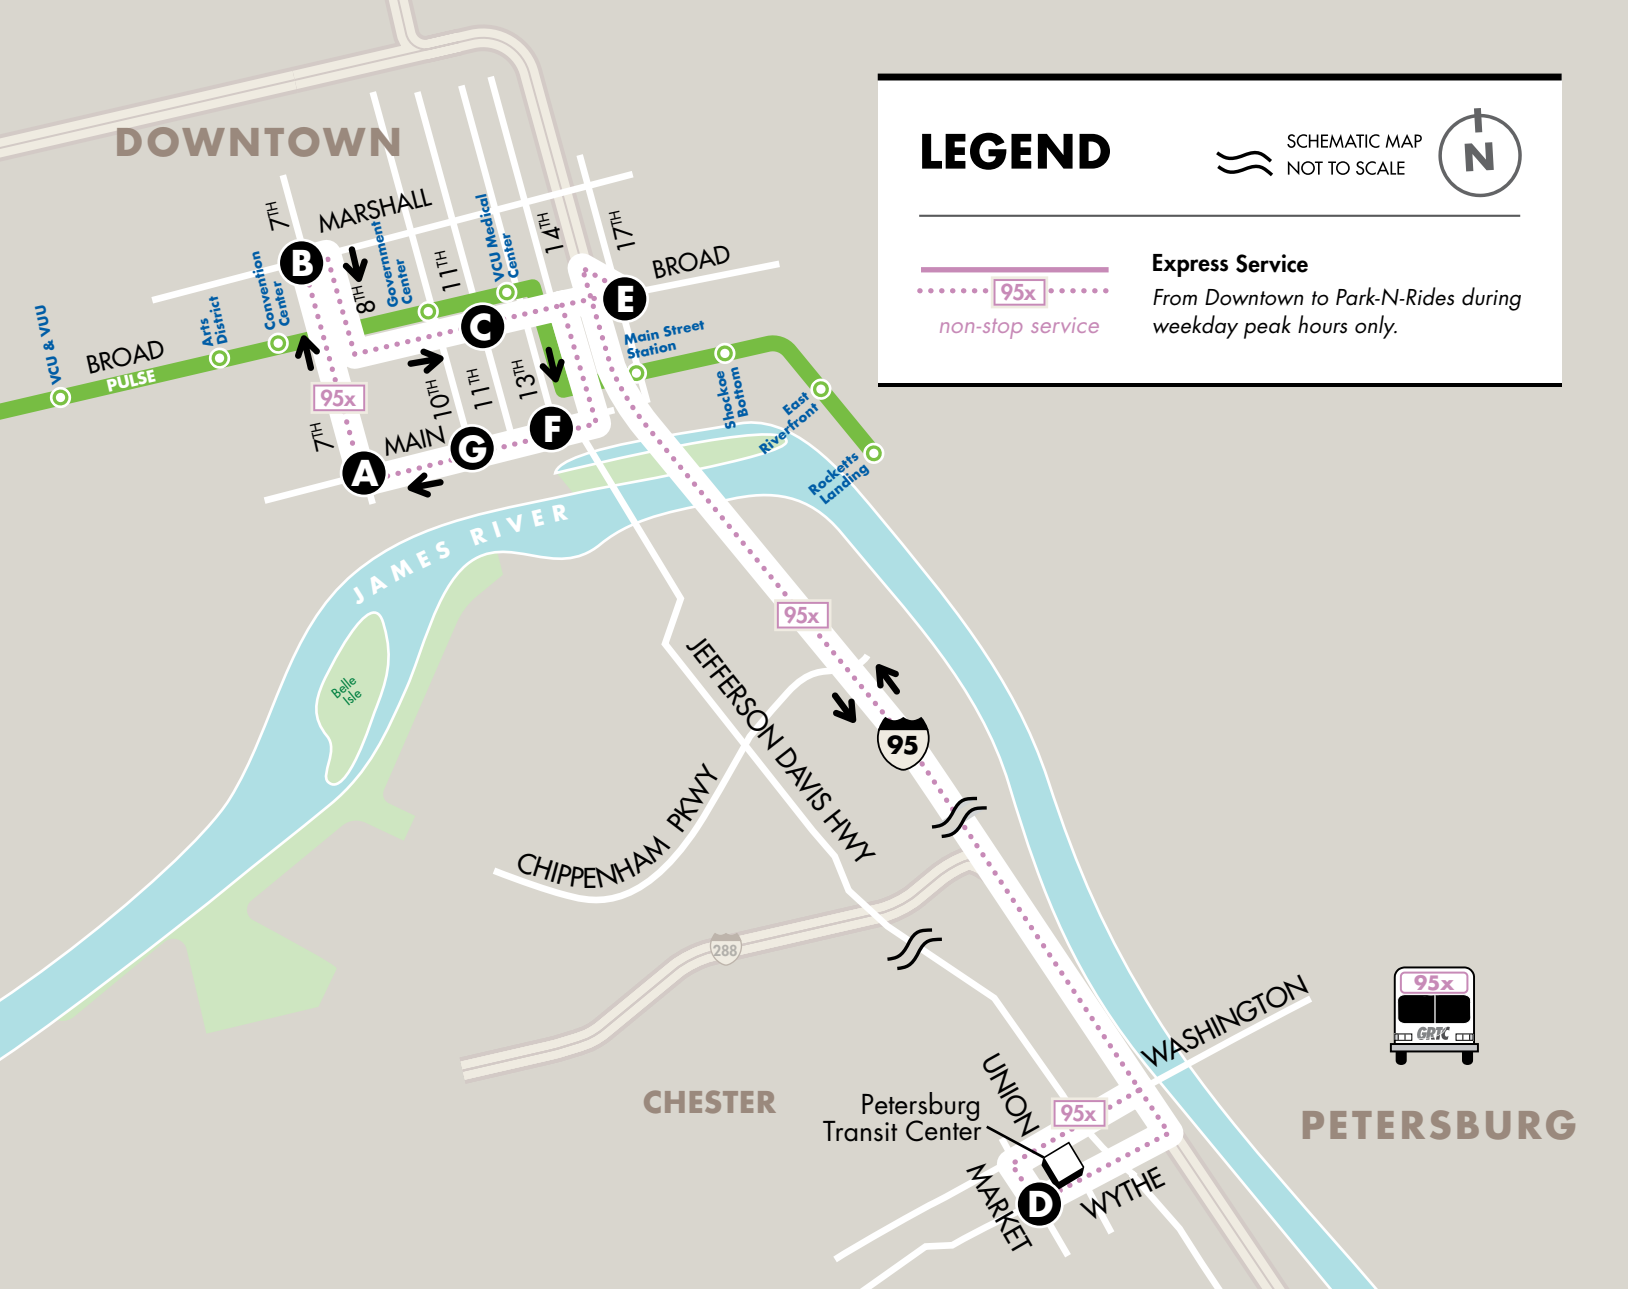 DOWNTOWN
LEGEND
SCHEMATIC MAP
NOT TO SCALE
N
Express Service
95x
From Downtown to Park-N-Rides during
weekday peak hours only.
non-stop service
7TH
MARSHALL
B
8TH
Government
Center
11TH
VCU Medical
Center
14TH
17TH
BROAD
E
C
VCU & VUU
BROAD
PULSE
Arts
District
Convention
Center
Main Street
Station
Shockoe
Bottom
East
Riverfront
Rocketts
Landing
95x
7TH
MAIN
10TH
11TH
13TH
A
G
F
JAMES RIVER
Belle
Isle
95x
JEFFERSON DAVIS HWY
95
CHIPPENHAM PKWY
288
CHESTER
WASHINGTON
95x
GRTC
PETERSBURG
UNION
95x
Petersburg
Transit Center
MARKET
D
WYTHE